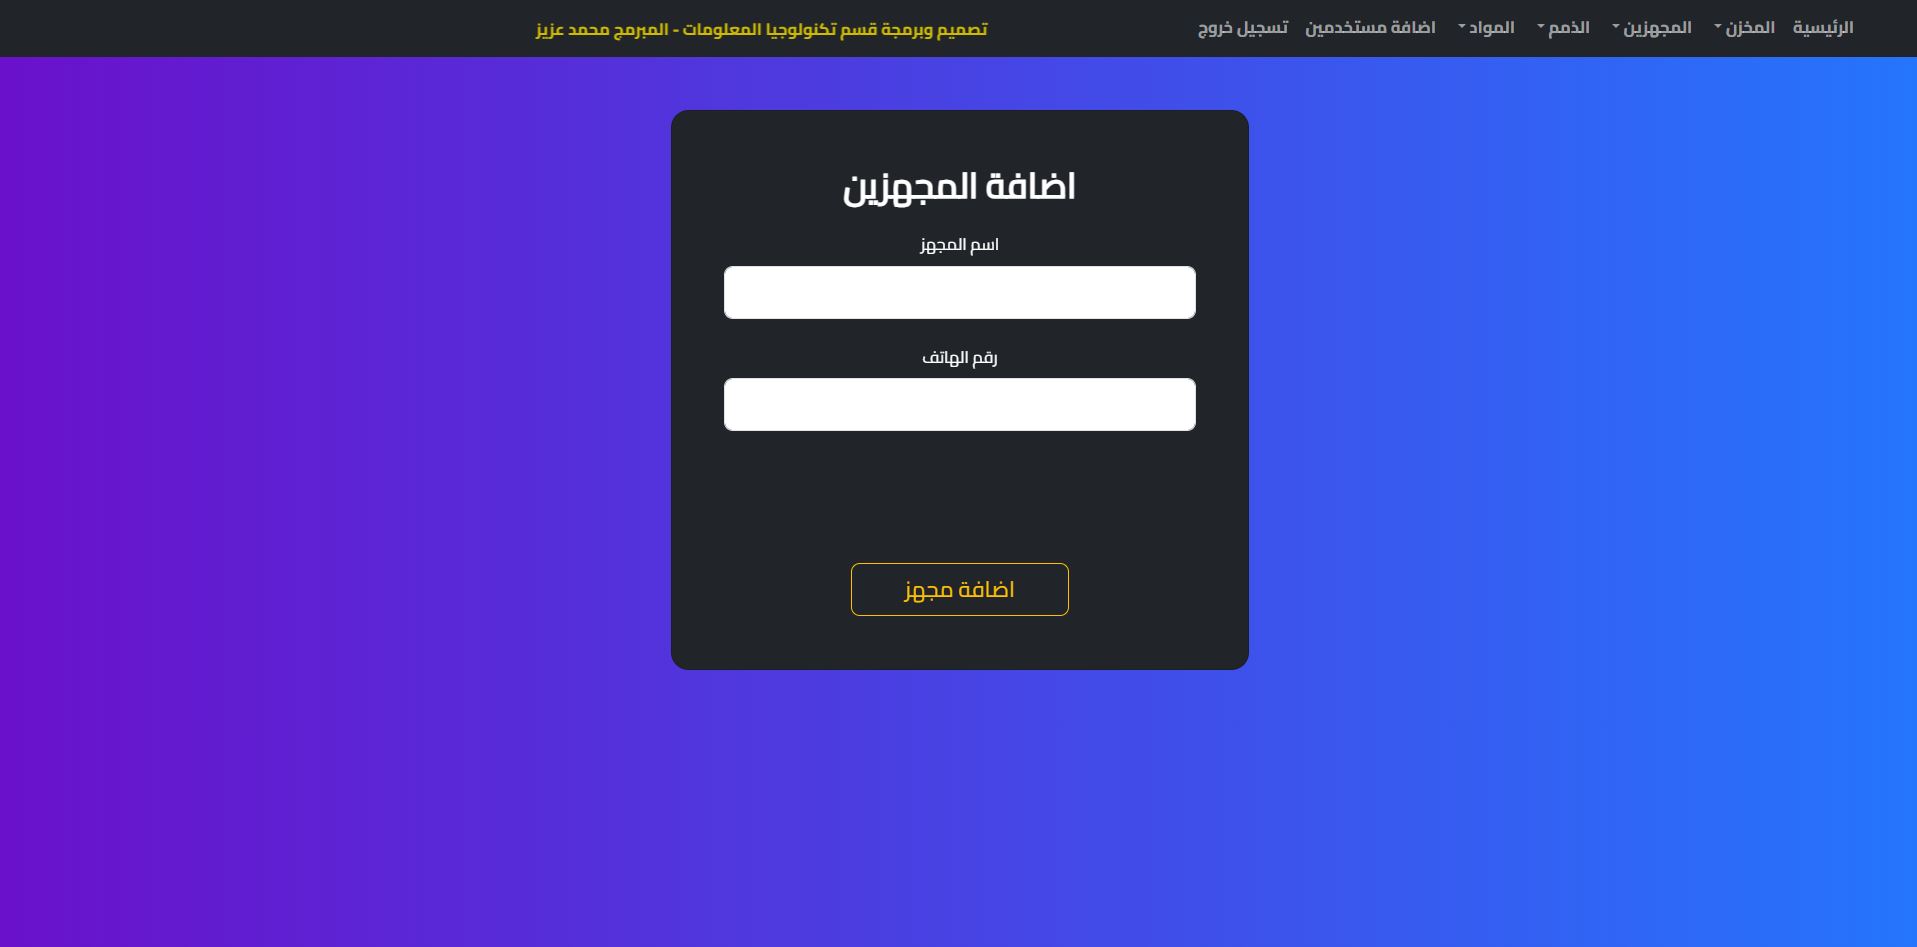 الرئيسية المخزن المجهزين الذمم المواد اضافة مستخدمين تسجيل خروج تصميم وبرمجة قسم تكنولوجيا المعلومات - المبرمج محمد عزيز
اضافة المجهزين
اسم المجهز
رقم الهاتف
اضافة مجهز